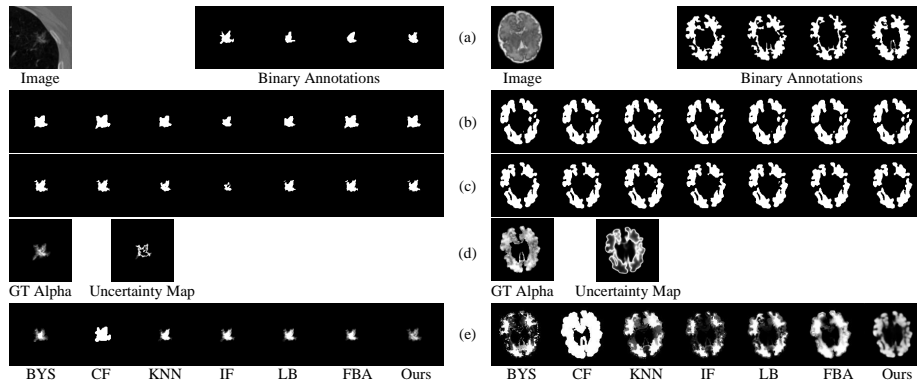 (a)
Image Binary Annotations Image Binary Annotations
(b)
(c)
(d)
GT Alpha Uncertainty Map GT Alpha Uncertainty Map
(e)
BYS CF KNN IF LB FBA Ours BYS CF KNN IF LB FBA Ours